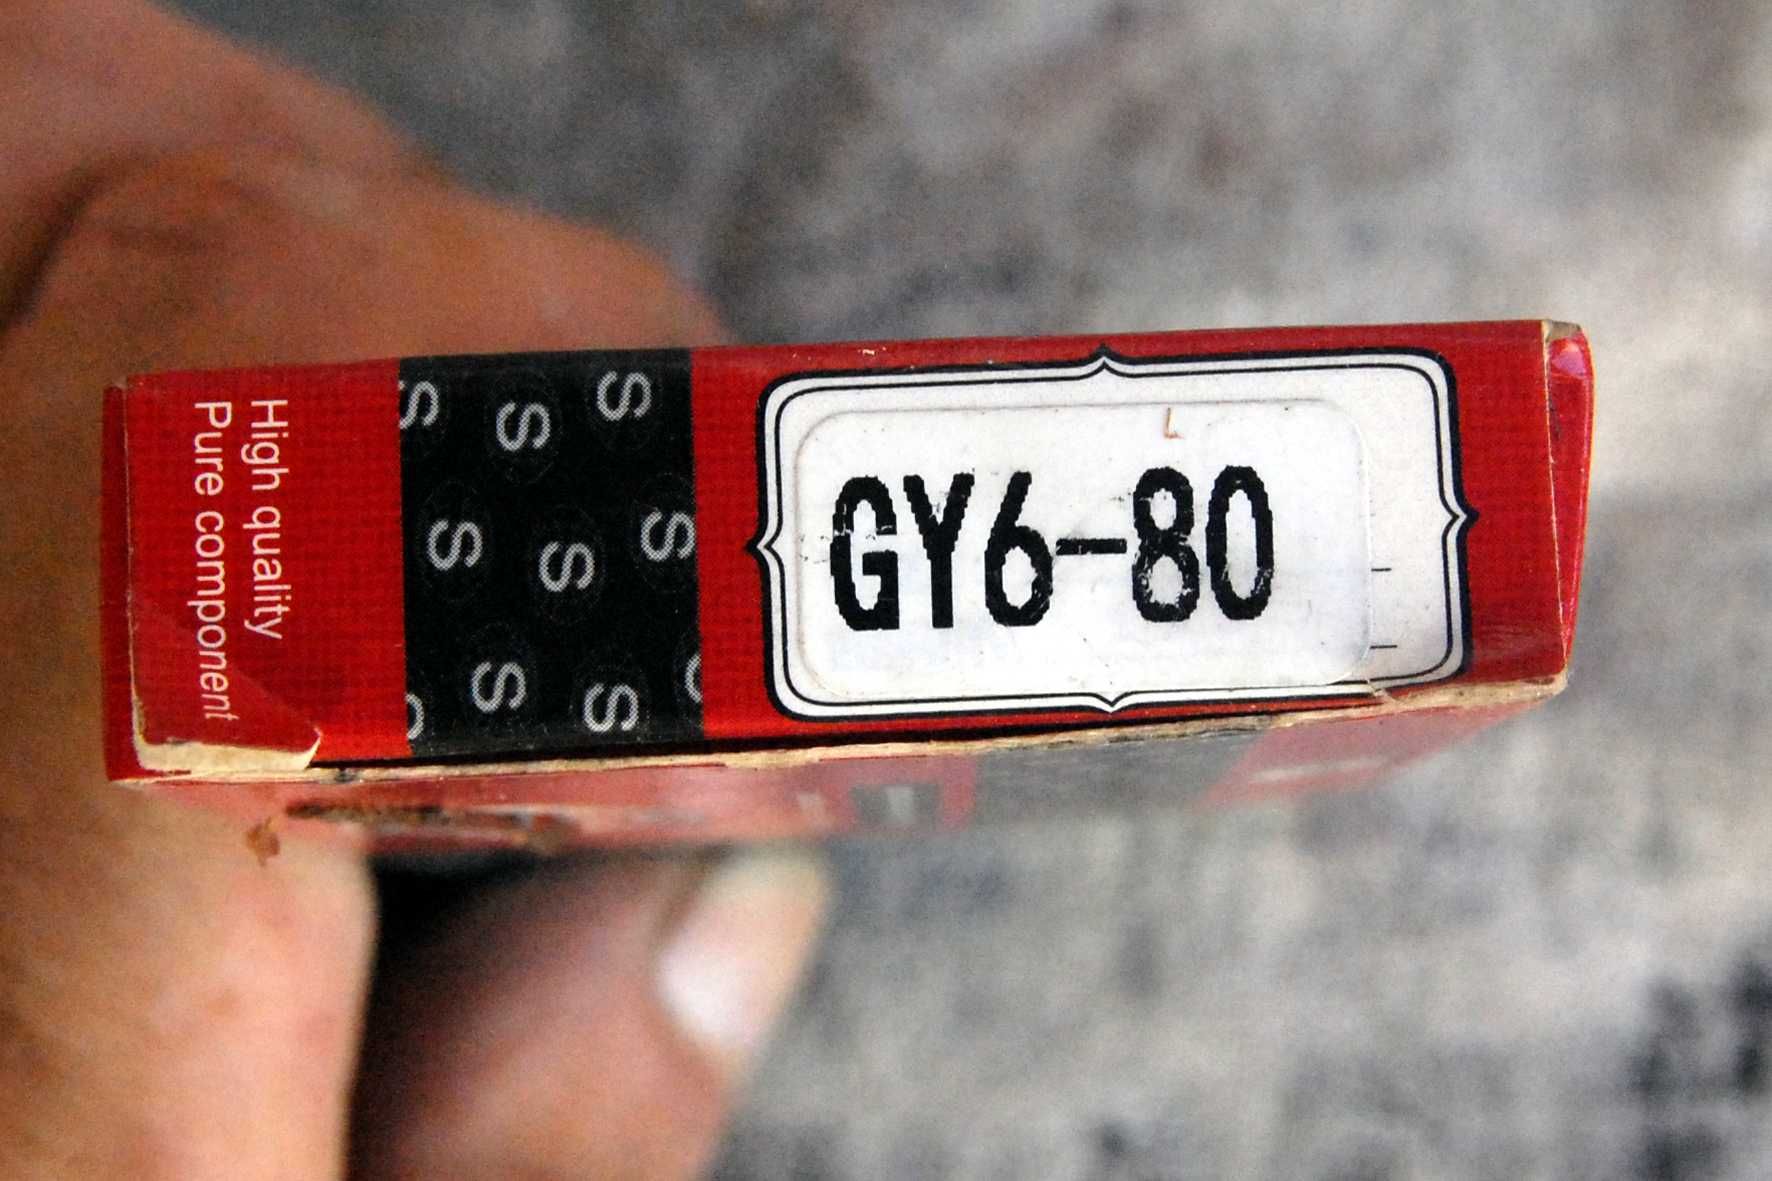 High quality
Pure component
S S S
S S S
S S
GY6-80